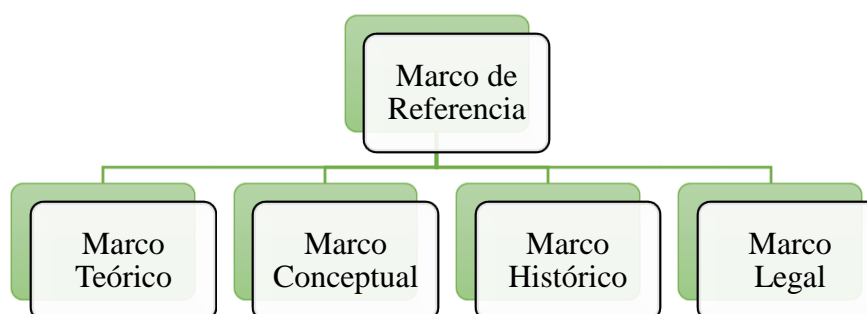 Marco de
Referencia
Marco
Teórico
Marco
Conceptual
Marco
Histórico
Marco
Legal